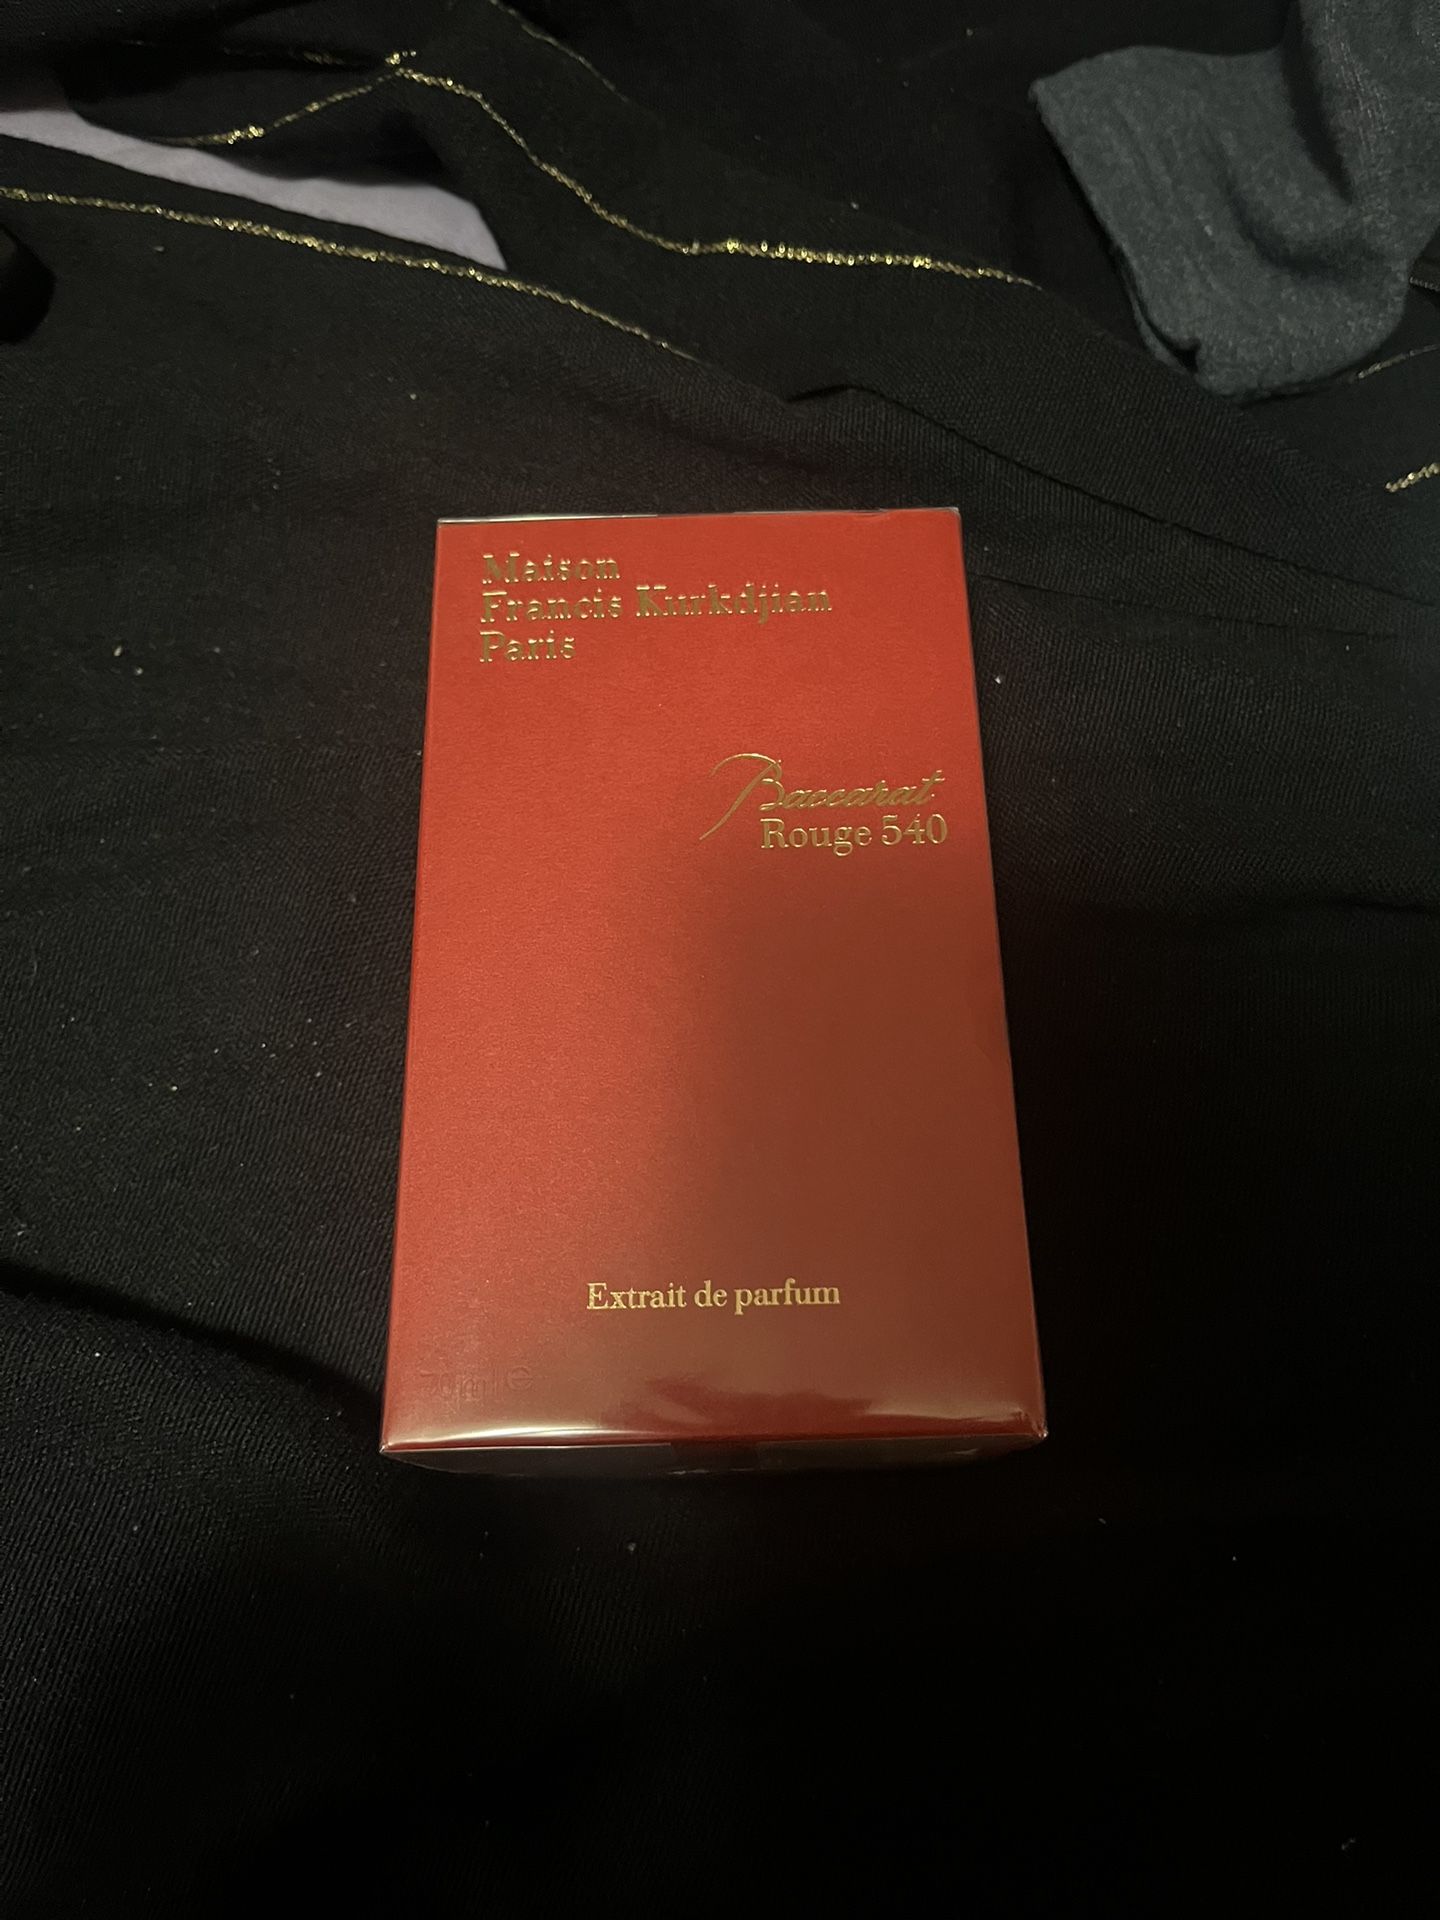 Maison
Francis Kurkdjian
Paris
Baccarat
Rouge 540
Extrait de parfum
70ml e